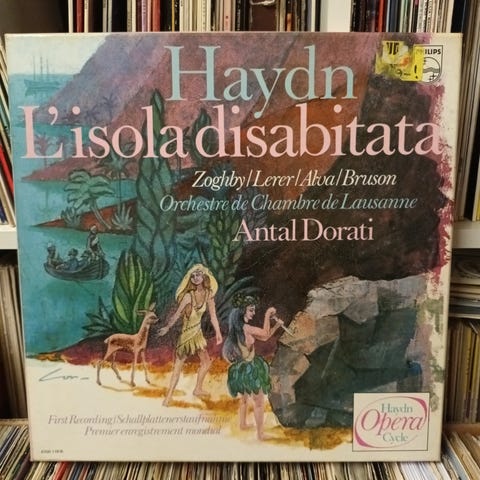 PHILIPS
Haydn
L'isola disabitata
Zoghby/Lerer/Alva/Bruson
Orchestre de Chambre de Lausanne
Antal Dorati
First Recording/Schallplattenerstaufnahme
Premier enregistrement mondial
Haydn
Opera
Cycle